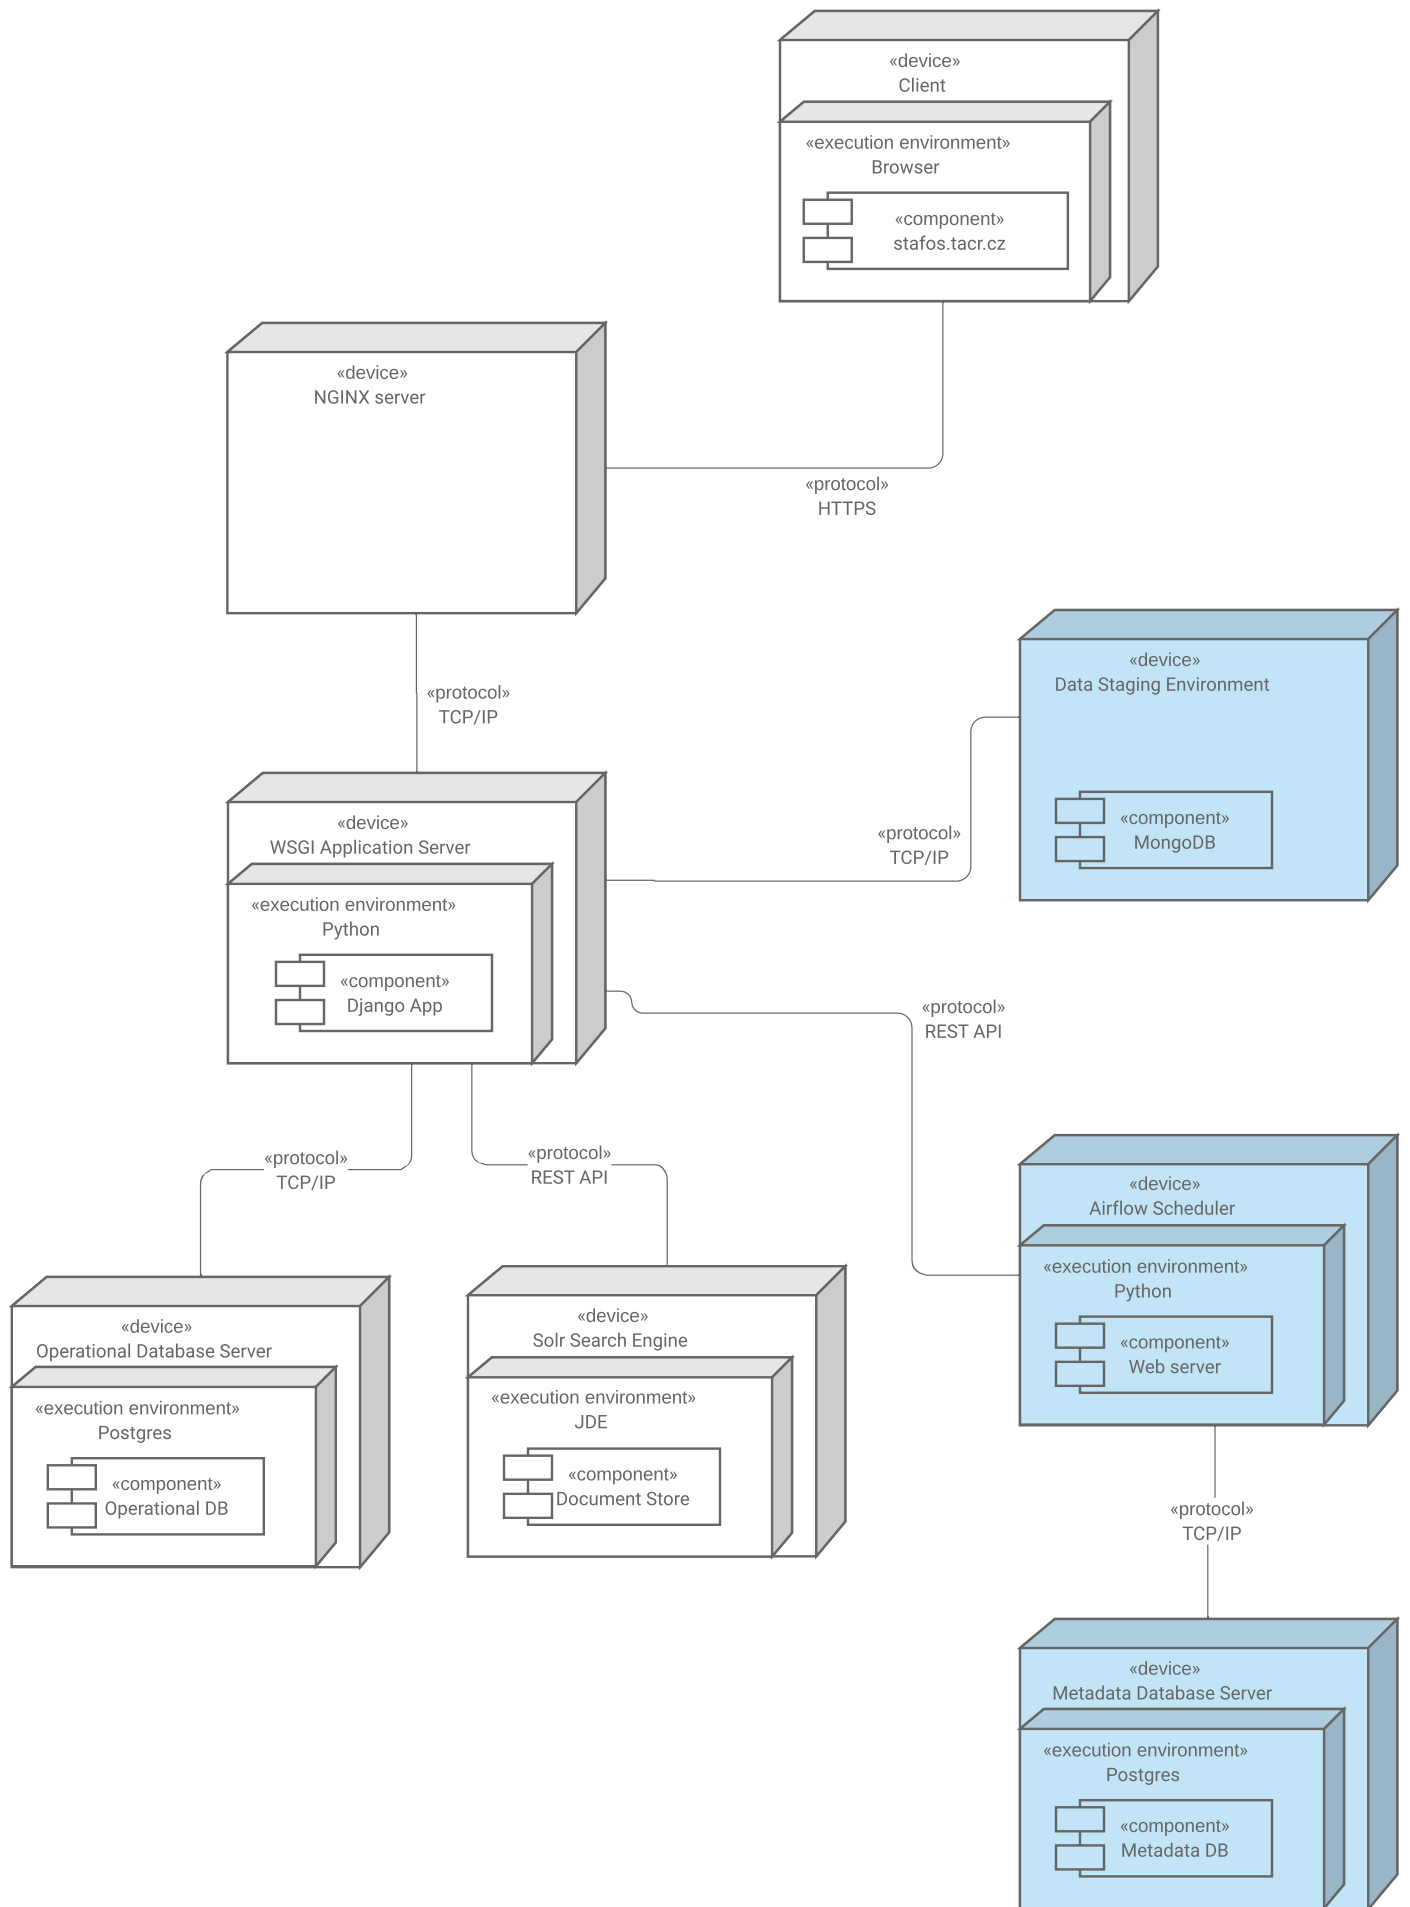 «device»
Client
«execution environment»
Browser
«component»
stafos.tacr.cz
«device»
NGINX server
«protocol»
HTTPS
«protocol»
TCP/IP
«device»
Data Staging Environment
«component»
MongoDB
«protocol»
TCP/IP
«device»
WSGI Application Server
«execution environment»
Python
«component»
Django App
«protocol»
REST API
«protocol»
TCP/IP
«protocol»
REST API
«device»
Airflow Scheduler
«execution environment»
Python
«component»
Web server
«device»
Operational Database Server
«execution environment»
Postgres
«component»
Operational DB
«device»
Solr Search Engine
«execution environment»
JDE
«component»
Document Store
«protocol»
TCP/IP
«device»
Metadata Database Server
«execution environment»
Postgres
«component»
Metadata DB